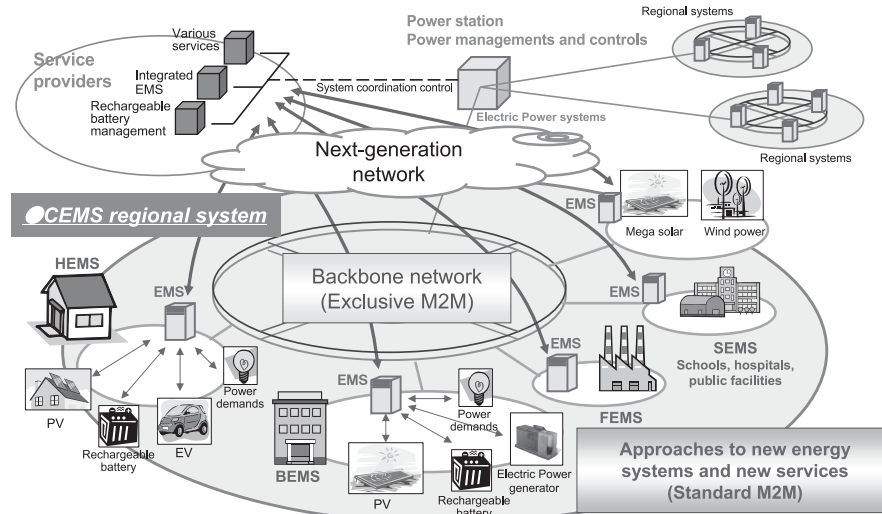 Various
services
Service
providers
Integrated
EMS
Rechargeable
battery
management
System coordination control
Power station
Power managements and controls
Electric Power systems
Regional systems
Regional systems
Next-generation
network
●CEMS regional system
Backbone network
(Exclusive M2M)
EMS
Mega solar
Wind power
HEMS
EMS
PV
Rechargeable
battery
EV
Power
demands
BEMS
EMS
PV
Power
demands
Rechargeable
battery
Electric Power
generator
EMS
FEMS
EMS
SEMS
Schools, hospitals,
public facilities
Approaches to new energy
systems and new services
(Standard M2M)